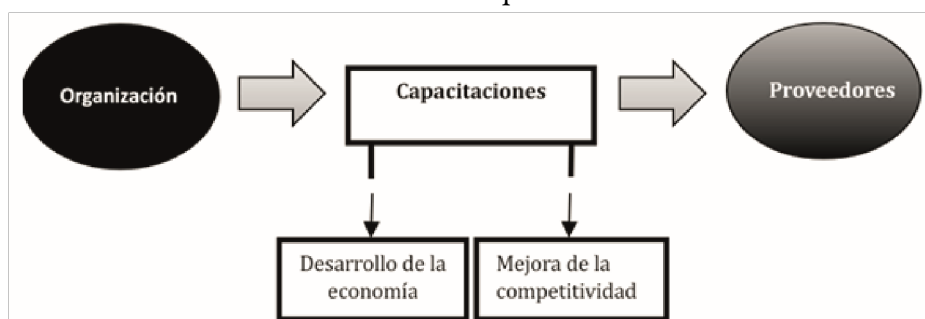 Organización
Capacitaciones
Proveedores
Desarrollo de la
economía
Mejora de la
competitividad